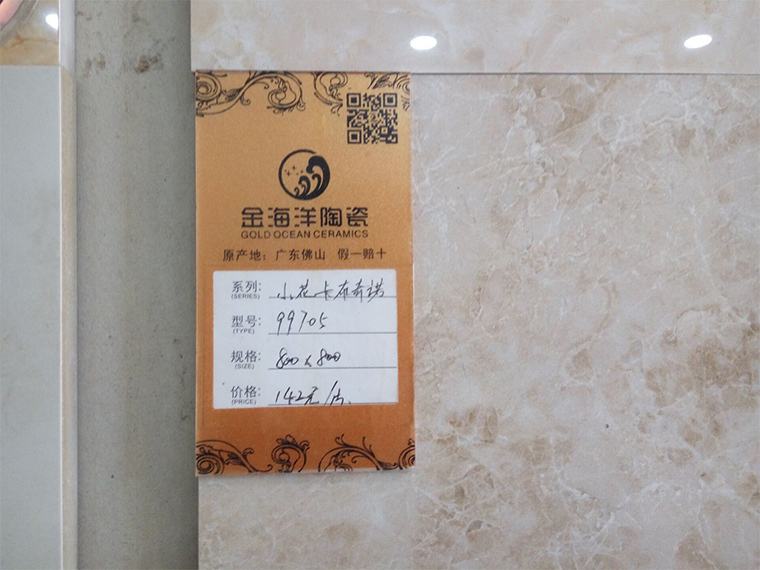 金海洋陶瓷
GOLD OCEAN CERAMICS
原产地：广东佛山 假一赔十
系列: 小花卡布奇诺
(SERIES)
型号: 99705
(TYPE)
规格: 800x800
(SIZE)
价格: 142元/片.
(PRICE)